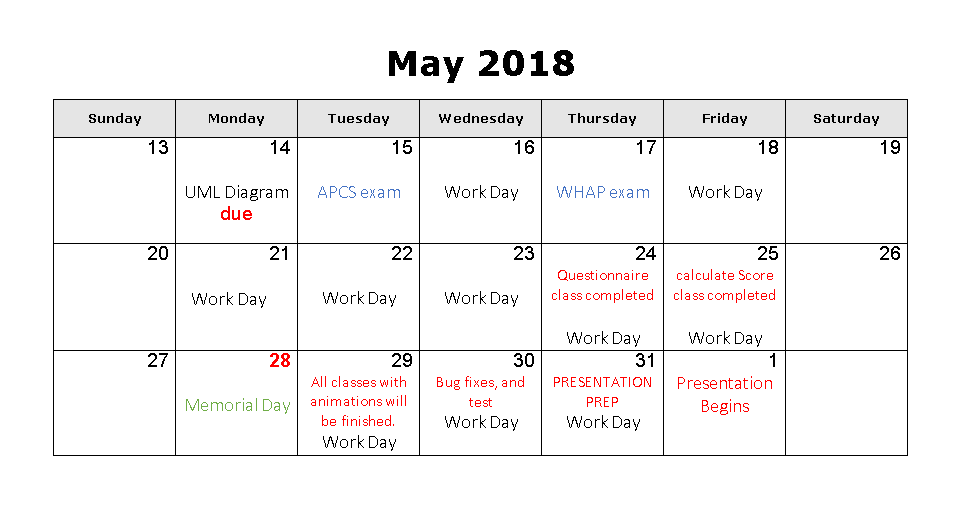 May 2018
Sunday Monday Tuesday Wednesday Thursday Friday Saturday
13 14 15 16 17 18 19
UML Diagram APCS exam Work Day WHAP exam Work Day
due
20 21 22 23 24 25 26
Questionnaire calculate Score
class completed class completed
Work Day Work Day Work Day
Work Day Work Day
27 28 29 30 31 1
All classes with Bug fixes, and PRESENTATION Presentation
animations will test PREP Begins
Memorial Day
be finished. Work Day Work Day
Work Day